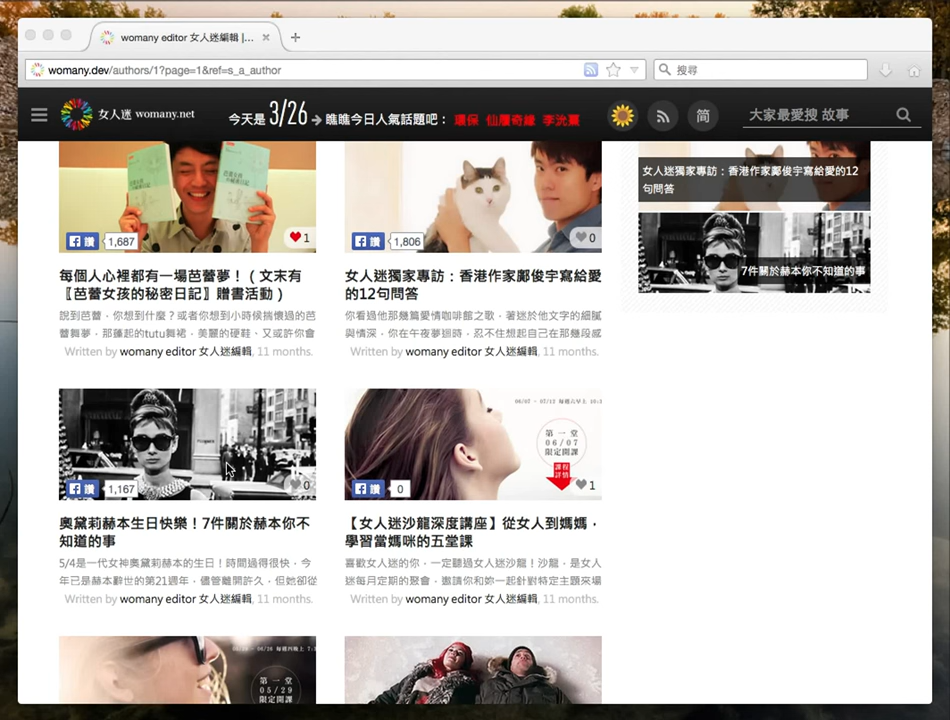 womany editor 女人迷編輯 |...
womany.dev/authors/1?page=1&ref=s_a_author
搜尋
女人迷 womany.net
今天是 3/26 → 瞧瞧今日人氣話題吧： 環保 仙履奇緣 李沇熹
简
大家最愛搜 故事
讚 1,687
1
讚 1,806
0
女人迷獨家專訪：香港作家鄺俊宇寫給愛的12
句問答
7件關於赫本你不知道的事
每個人心裡都有一場芭蕾夢！（文末有
〖芭蕾女孩的秘密日記〗贈書活動）
說到芭蕾，你想到什麼？或者你想到小時候揣懷過的芭
蕾舞夢，那蓬起的tutu舞裙，美麗的硬鞋、又或許你會
Written by womany editor 女人迷編輯, 11 months.
女人迷獨家專訪：香港作家鄺俊宇寫給愛
的12句問答
你看過他那幾篇愛情咖啡館之歌，著迷於他文字的細膩
與情深，你在午夜夢迴時，忍不住想起自己在那幾段感
Written by womany editor 女人迷編輯, 11 months.
讚 1,167
0
06/07 - 07/12 每週六早上 10:3
第一堂
06/07
限定開課
課程
詳情
讚 0
1
奧黛莉赫本生日快樂！7件關於赫本你不
知道的事
5/4是一代女神奧黛莉赫本的生日！時間過得很快，今
年已是赫本辭世的第21週年，儘管離開許久，但她卻從
Written by womany editor 女人迷編輯, 11 months.
【女人迷沙龍深度講座】從女人到媽媽，
學習當媽咪的五堂課
喜歡女人迷的你，一定聽過女人迷沙龍！沙龍，是女人
迷每月定期的聚會，邀請你和妳一起針對特定主題來場
Written by womany editor 女人迷編輯, 11 months.
第一堂
05/29
限定開課